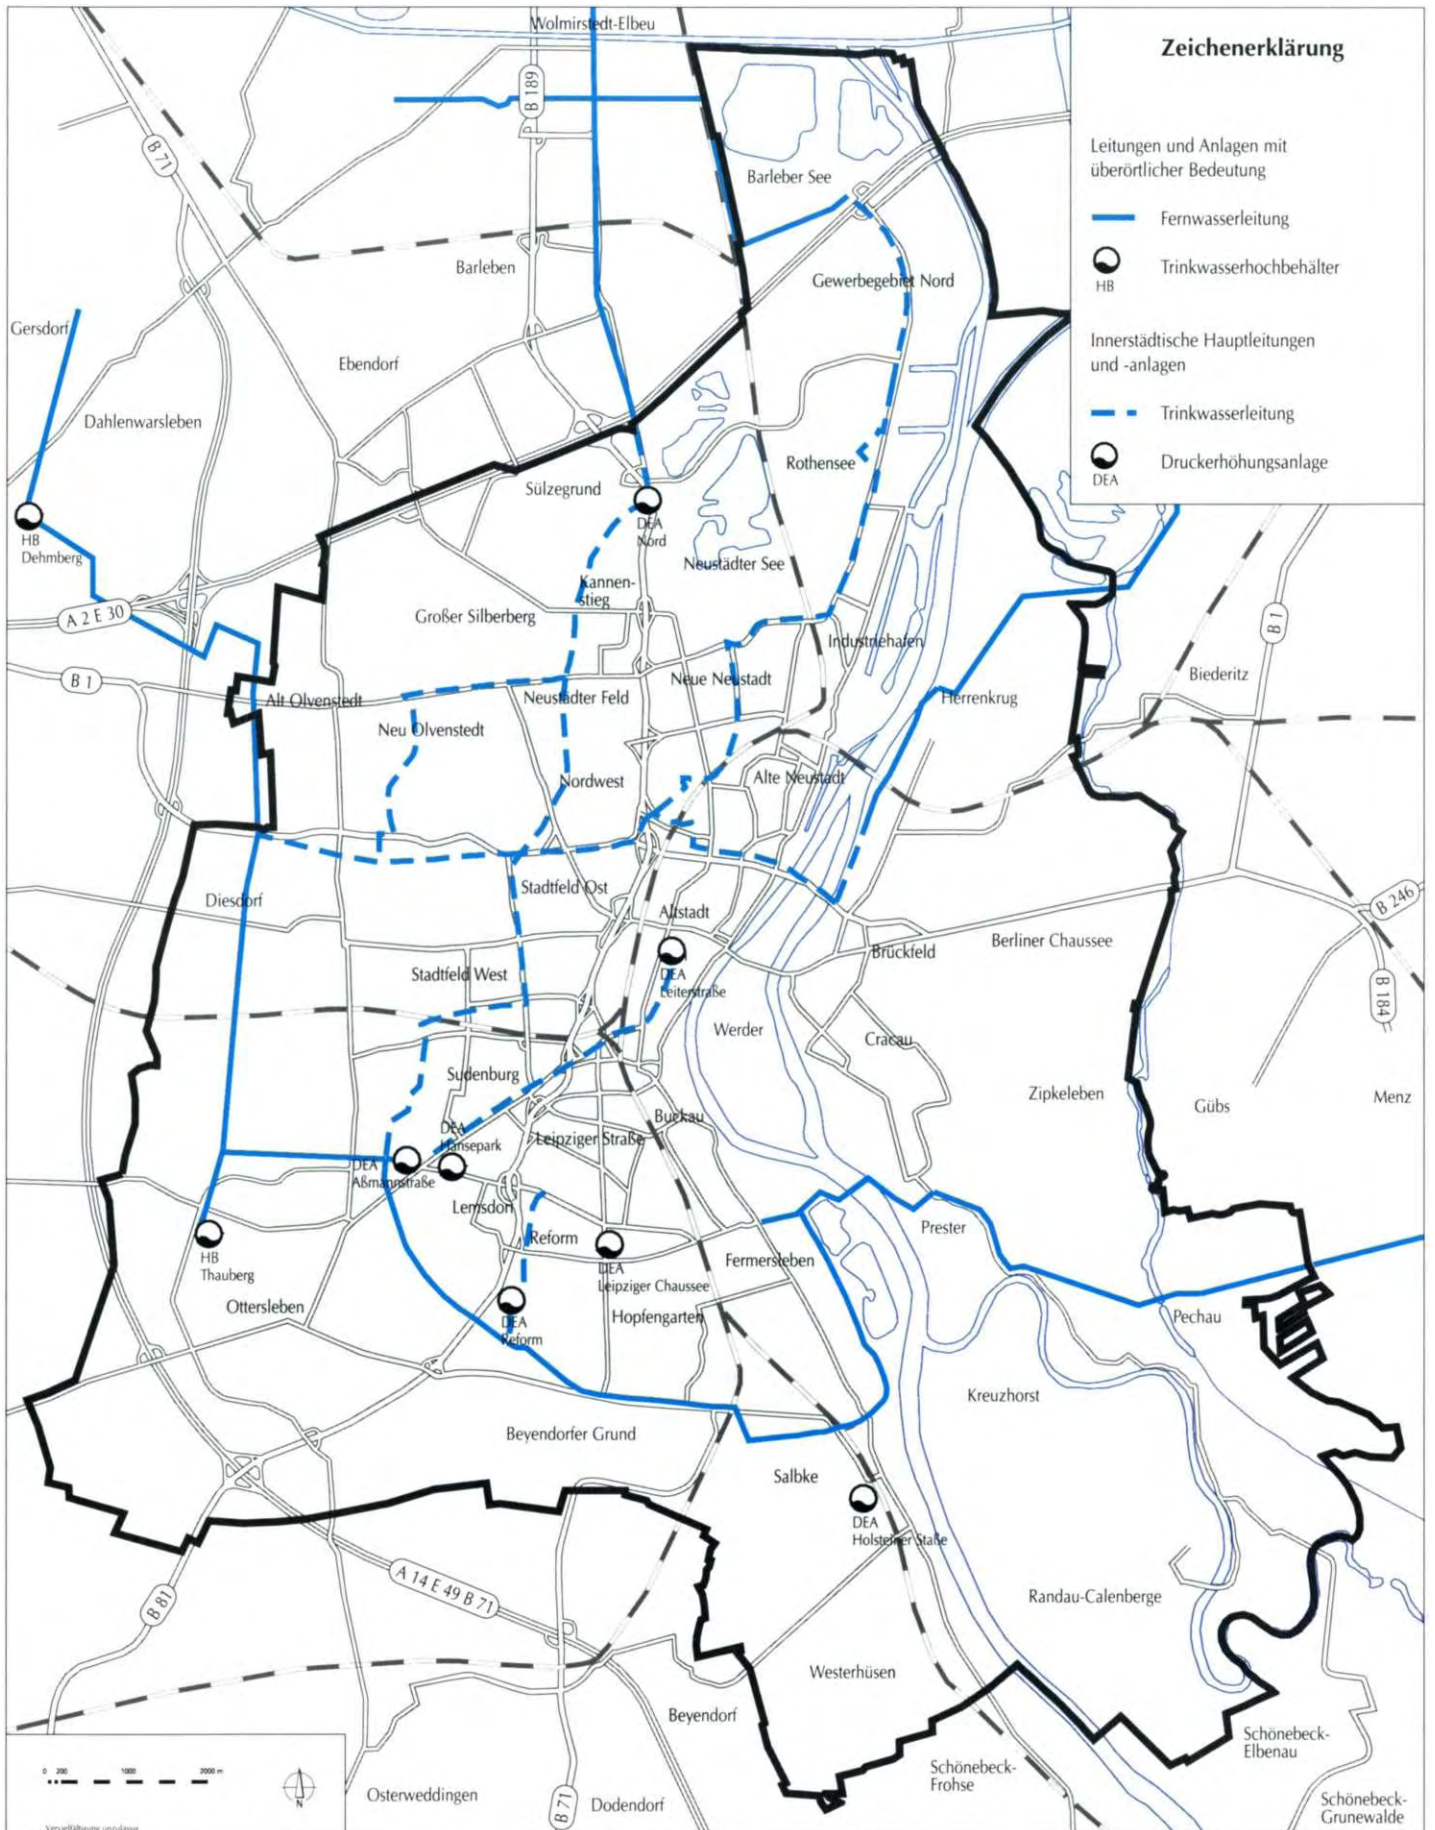 Zeichenerklärung
Leitungen und Anlagen mit
überörtlicher Bedeutung
Fernwasserleitung
HB
Trinkwasserhochbehälter
Innerstädtische Hauptleitungen
und -anlagen
Trinkwasserleitung
DEA
Druckerhöhungsanlage
Wolmirstedt-Elbeu
B 189
B 71
Barleber See
Barleben
Gewerbegebiet Nord
Gersdorf
Ebendorf
Dahlenwarsleben
Rothensee
Sülzegrund
HB
Dehmberg
DEA
Nord
Neustädter See
Kannen-
stieg
A 2 E 30
Großer Silberberg
B 1
Industriehafen
B 1
Biederitz
Neue Neustadt
Alt Olvenstedt
Neustädter Feld
Herrenkrug
Neu Olvenstedt
Nordwest
Alte Neustadt
Diesdorf
Stadtfeld Ost
B 246
Altstadt
Berliner Chaussee
Brückfeld
Stadtfeld West
DEA
Leiterstraße
B 184
Werder
Cracau
Sudenburg
Zipkeleben
Gübs
Menz
Buckau
DEA
Hansepark
Leipziger Straße
DEA
Aßmannstraße
Lemsdorf
Prester
Reform
HB
Thauberg
Fermersleben
DEA
Leipziger Chaussee
Ottersleben
Hopfengarten
Pechau
DEA
Reform
Kreuzhorst
Beyendorfer Grund
Salbke
DEA
Holsteiner Staße
A 14 E 49 B 71
B 81
Randau-Calenberge
Westerhüsen
Beyendorf
Schönebeck-
Elbenau
Schönebeck-
Frohse
0 200 1000 2000 m
N
Osterweddingen
B 71
Dodendorf
Schönebeck-
Grunewalde